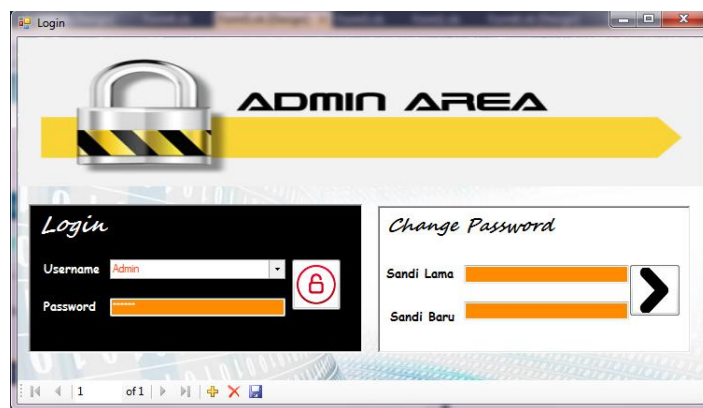 Login
ADMIN AREA
Login
Username Admin
Password ******
Change Password
Sandi Lama
Sandi Baru
1 of 1